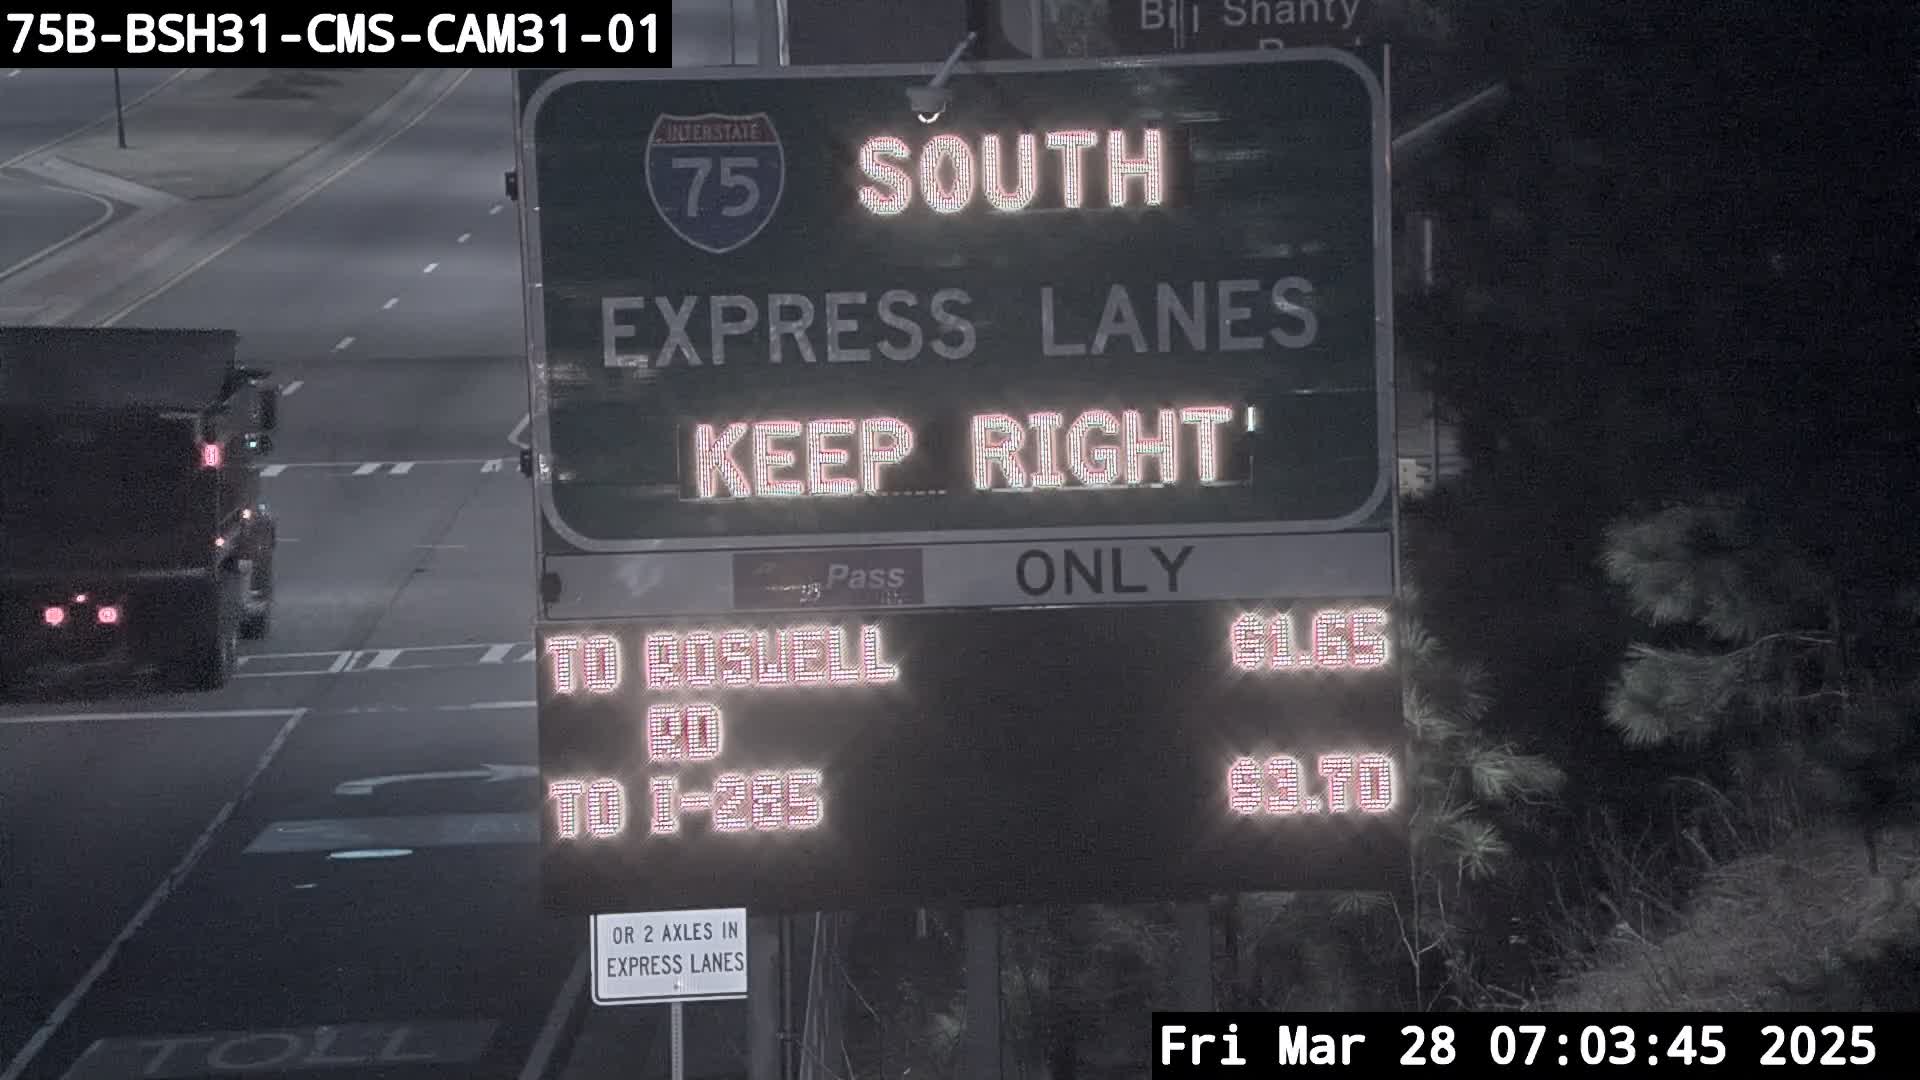 75B-BSH31-CMS-CAM31-01
Shanty
INTERSTATE
75
SOUTH
EXPRESS LANES
KEEP RIGHT
Pass ONLY
TO ROSWELL $1.65
RD
TO I-285 $3.70
OR 2 AXLES IN
EXPRESS LANES
TOLL
Fri Mar 28 07:03:45 2025